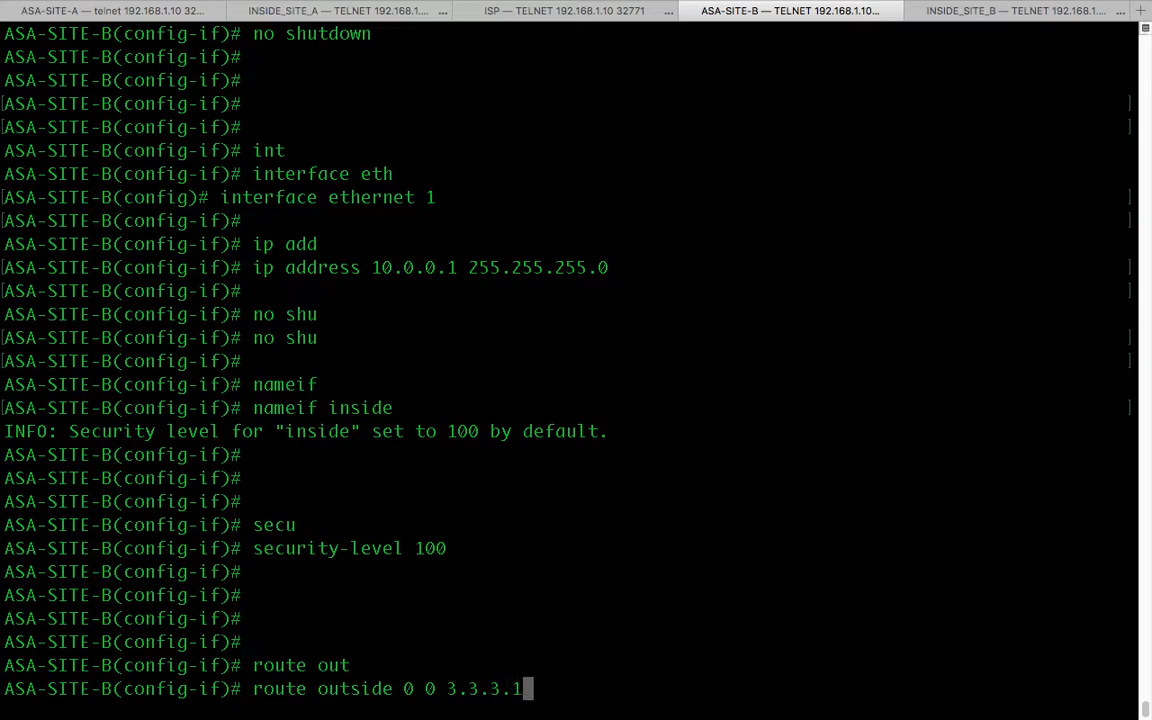 ASA-SITE-A — telnet 192.168.1.10 32... INSIDE_SITE_A — TELNET 192.168.1.... ... ISP — TELNET 192.168.1.10 32771 ... ASA-SITE-B — TELNET 192.168.1.10... INSIDE_SITE_B — TELNET 192.168.1.... ... +
ASA-SITE-B(config-if)# no shutdown
ASA-SITE-B(config-if)#
ASA-SITE-B(config-if)#
[ASA-SITE-B(config-if)# ]
[ASA-SITE-B(config-if)# ]
ASA-SITE-B(config-if)# int
ASA-SITE-B(config-if)# interface eth
[ASA-SITE-B(config)# interface ethernet 1 ]
[ASA-SITE-B(config-if)# ]
ASA-SITE-B(config-if)# ip add
[ASA-SITE-B(config-if)# ip address 10.0.0.1 255.255.255.0 ]
[ASA-SITE-B(config-if)# ]
ASA-SITE-B(config-if)# no shu
[ASA-SITE-B(config-if)# no shu ]
[ASA-SITE-B(config-if)# ]
ASA-SITE-B(config-if)# nameif
[ASA-SITE-B(config-if)# nameif inside ]
INFO: Security level for "inside" set to 100 by default.
ASA-SITE-B(config-if)#
ASA-SITE-B(config-if)#
ASA-SITE-B(config-if)#
ASA-SITE-B(config-if)# secu
ASA-SITE-B(config-if)# security-level 100
ASA-SITE-B(config-if)#
ASA-SITE-B(config-if)#
ASA-SITE-B(config-if)#
ASA-SITE-B(config-if)#
ASA-SITE-B(config-if)# route out
ASA-SITE-B(config-if)# route outside 0 0 3.3.3.1